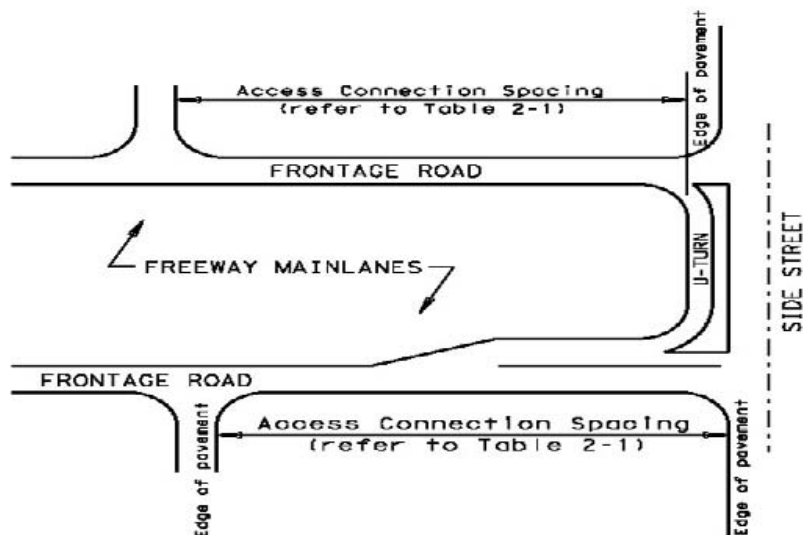 Edge of pavement
Access Connection Spacing
(refer to Table 2-1)
FRONTAGE ROAD
FREEWAY MAINLANES
U-TURN
SIDE STREET
FRONTAGE ROAD
Edge of pavement
Access Connection Spacing
(refer to Table 2-1)
Edge of pavement